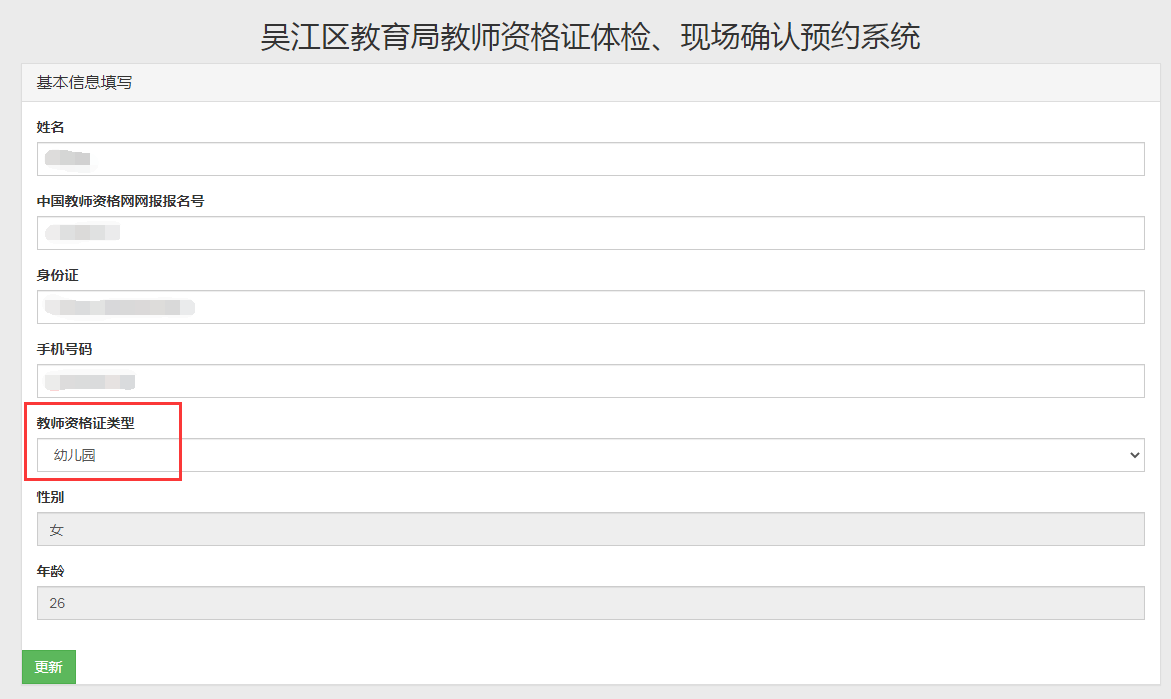 吴江区教育局教师资格证体检、现场确认预约系统
基本信息填写
姓名
中国教师资格网网报报名号
身份证
手机号码
教师资格证类型
幼儿园
性别
女
年龄
26
更新